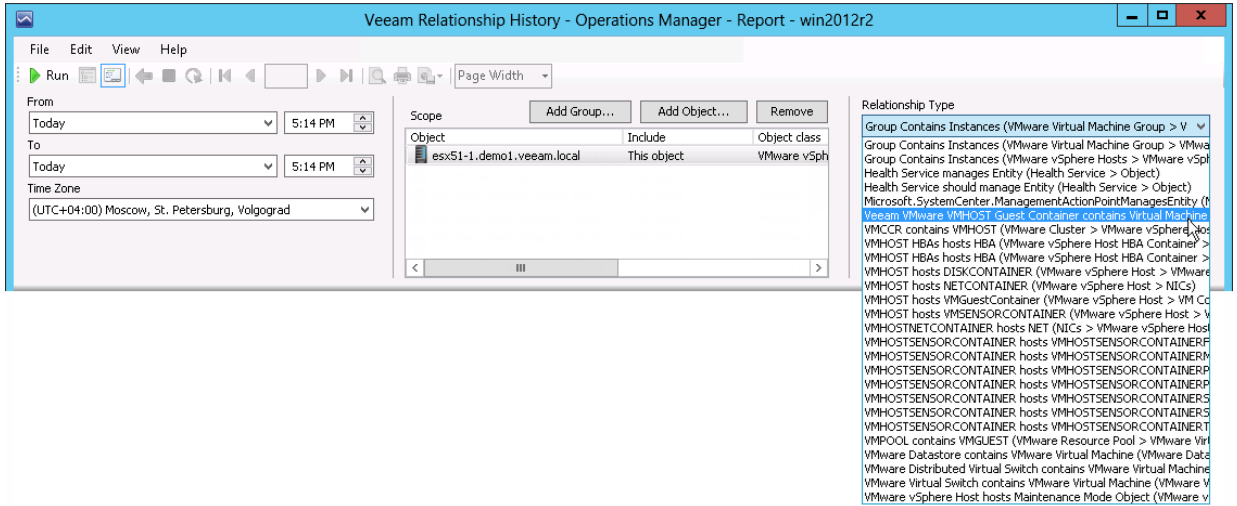 Veeam Relationship History - Operations Manager - Report - win2012r2
File Edit View Help
Run Page Width
From
Today 5:14 PM
To
Today 5:14 PM
Time Zone
(UTC+04:00) Moscow, St. Petersburg, Volgograd
Scope Add Group... Add Object... Remove
Object Include Object class
esx51-1.demo1.veeam.local This object VMware vSph
Relationship Type
Group Contains Instances (VMware Virtual Machine Group > V
Group Contains Instances (VMware Virtual Machine Group > VMwa
Group Contains Instances (VMware vSphere Hosts > VMware vSph
Health Service manages Entity (Health Service > Object)
Health Service should manage Entity (Health Service > Object)
Microsoft.SystemCenter.ManagementActionPointManagesEntity (
Veeam VMware VMHOST Guest Container contains Virtual Machine
VMCCR contains VMHOST (VMware Cluster > VMware vSphere Hos
VMHOST HBAs hosts HBA (VMware vSphere Host HBA Container >
VMHOST HBAs hosts HBA (VMware vSphere Host HBA Container >
VMHOST hosts DISKCONTAINER (VMware vSphere Host > VMware
VMHOST hosts NETCONTAINER (VMware vSphere Host > NICs)
VMHOST hosts VMGuestContainer (VMware vSphere Host > VM Co
VMHOST hosts VMSENSORCONTAINER (VMware vSphere Host > V
VMHOSTNETCONTAINER hosts NET (NICs > VMware vSphere Host
VMHOSTSENSORCONTAINER hosts VMHOSTSENSORCONTAINERF
VMHOSTSENSORCONTAINER hosts VMHOSTSENSORCONTAINERM
VMHOSTSENSORCONTAINER hosts VMHOSTSENSORCONTAINERP
VMHOSTSENSORCONTAINER hosts VMHOSTSENSORCONTAINERP
VMHOSTSENSORCONTAINER hosts VMHOSTSENSORCONTAINERS
VMHOSTSENSORCONTAINER hosts VMHOSTSENSORCONTAINERS
VMHOSTSENSORCONTAINER hosts VMHOSTSENSORCONTAINERT
VMPOOL contains VMGUEST (VMware Resource Pool > VMware Virt
VMware Datastore contains VMware Virtual Machine (VMware Data
VMware Distributed Virtual Switch contains VMware Virtual Machine
VMware Virtual Switch contains VMware Virtual Machine (VMware V
VMware vSphere Host hosts Maintenance Mode Object (VMware v